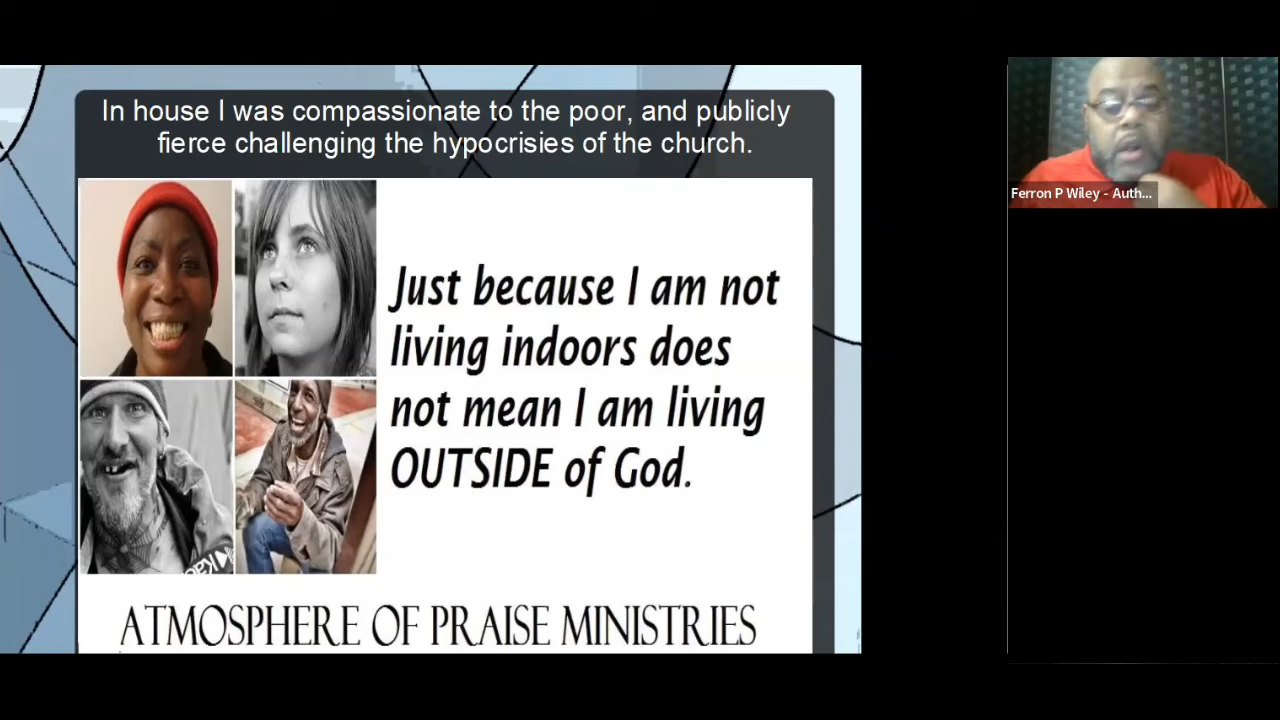 In house I was compassionate to the poor, and publicly
fierce challenging the hypocrisies of the church.
Just because I am not
living indoors does
not mean I am living
OUTSIDE of God.
ATMOSPHERE OF PRAISE MINISTRIES
Ferron P Wiley - Auth...